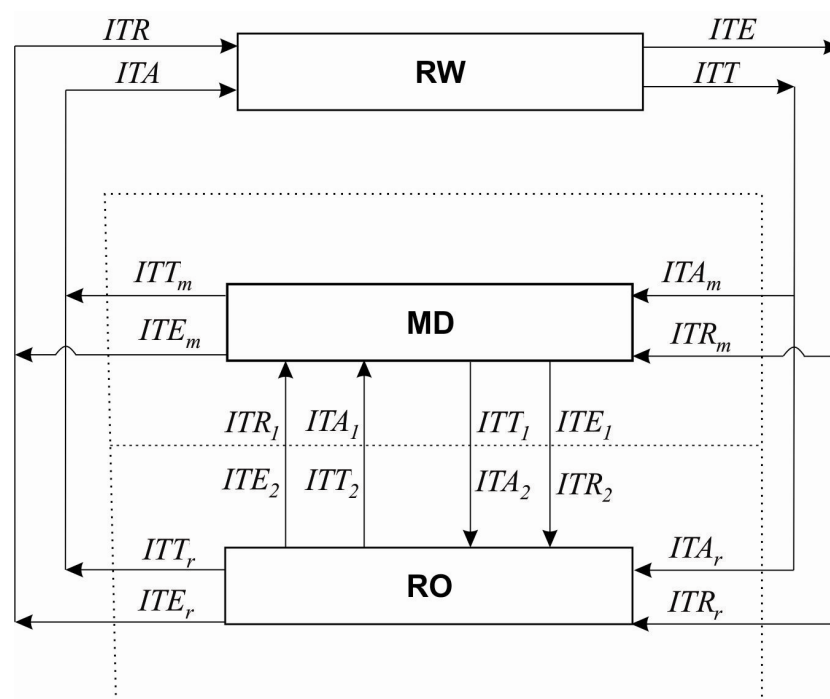 ITR ITE
RW
ITA ITT
ITT_m ITA_m
MD
ITE_m ITR_m
ITR_1 ITA_1 ITT_1 ITE_1
ITE_2 ITT_2 ITA_2 ITR_2
ITT_r ITA_r
RO
ITE_r ITR_r